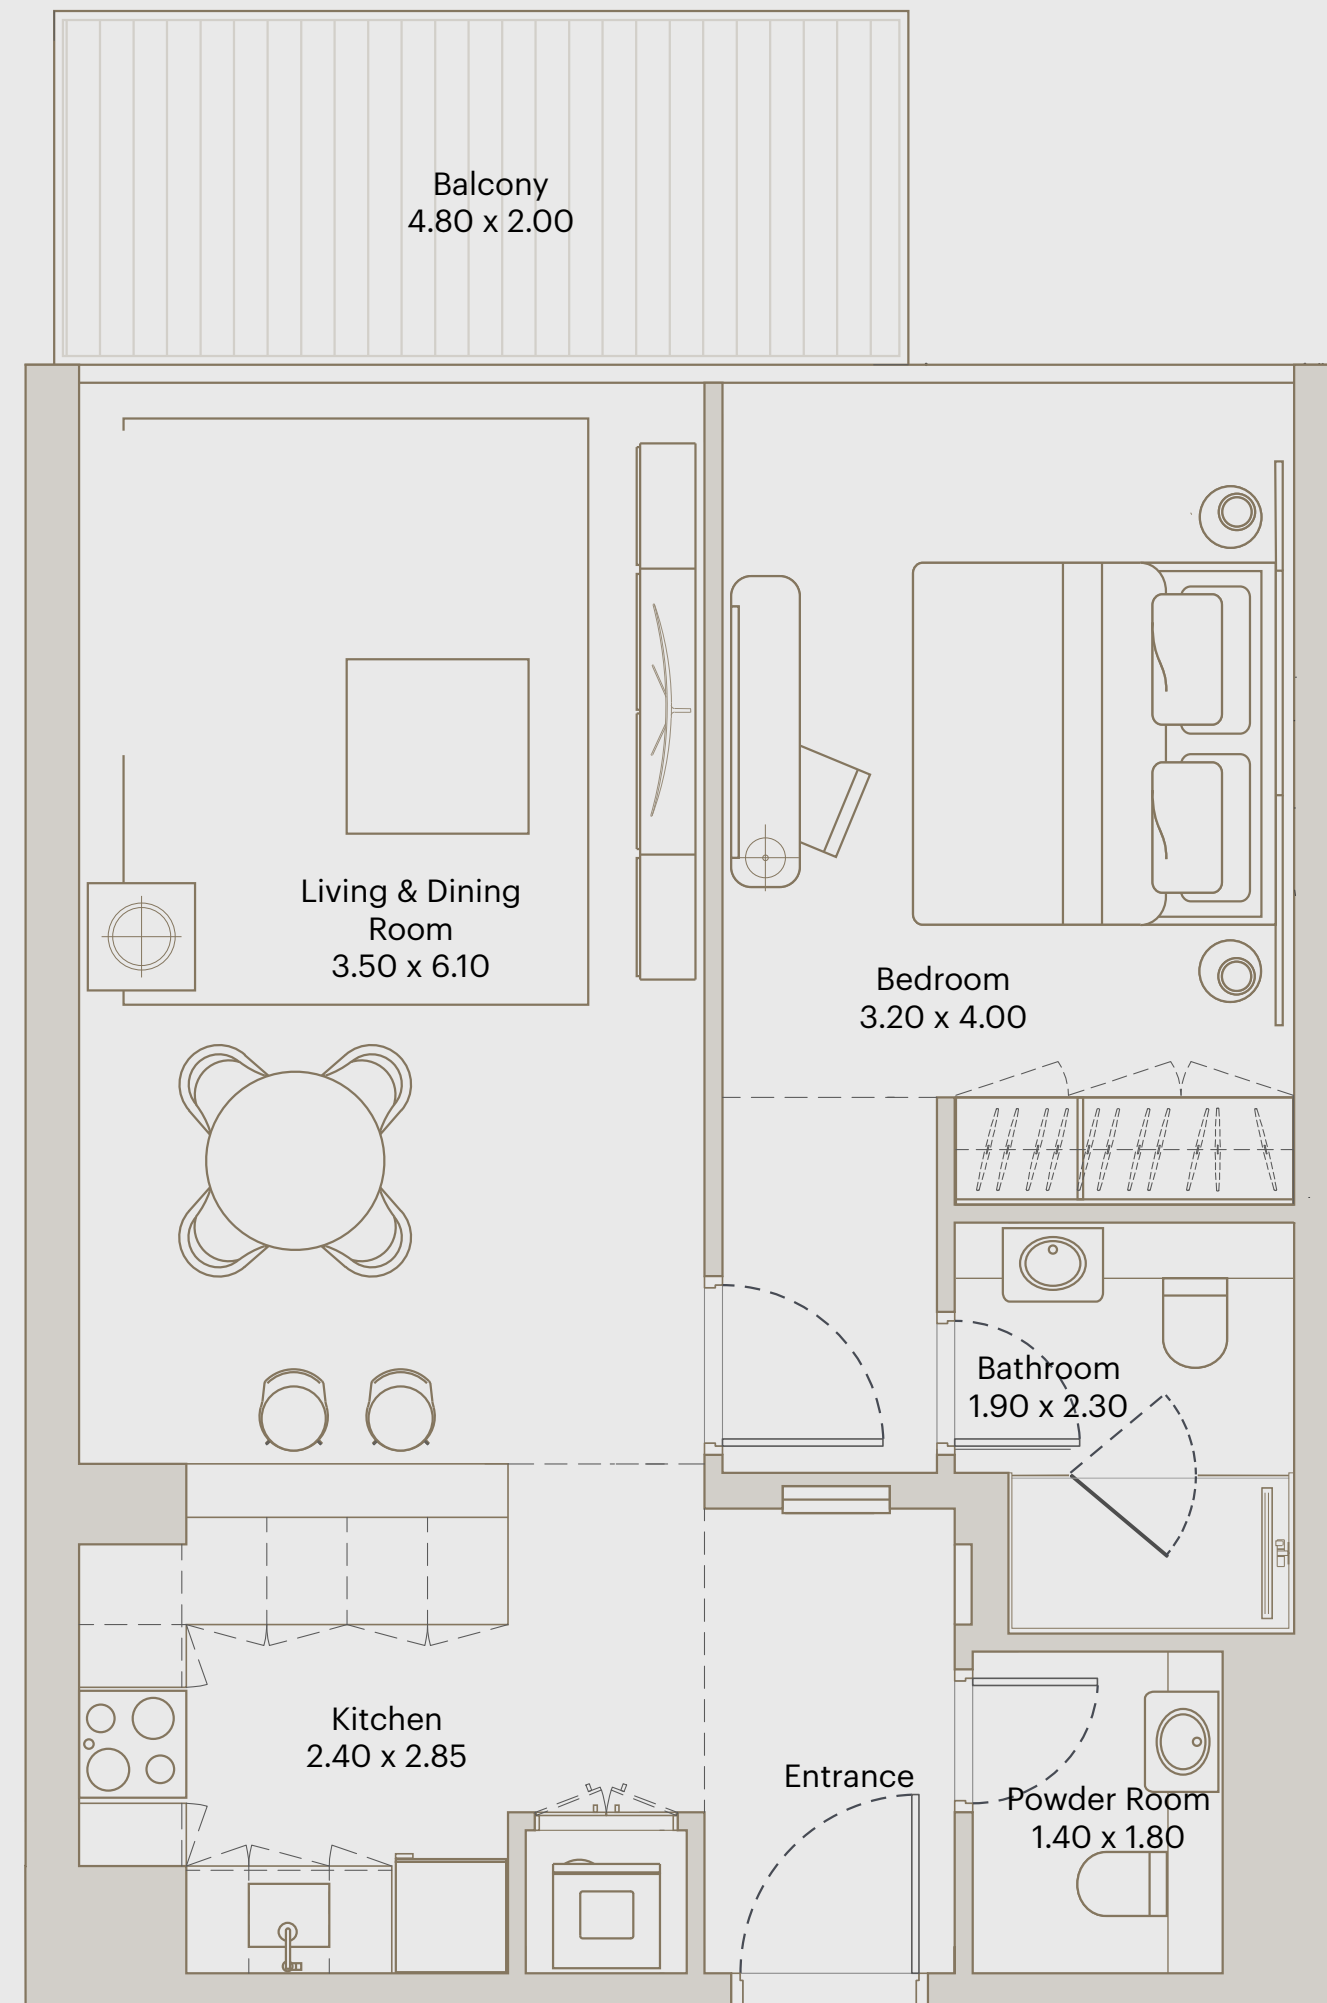 Balcony
4.80 x 2.00
Living & Dining
Room
3.50 x 6.10
Bedroom
3.20 x 4.00
Bathroom
1.90 x 2.30
Kitchen
2.40 x 2.85
Entrance
Powder Room
1.40 x 1.80